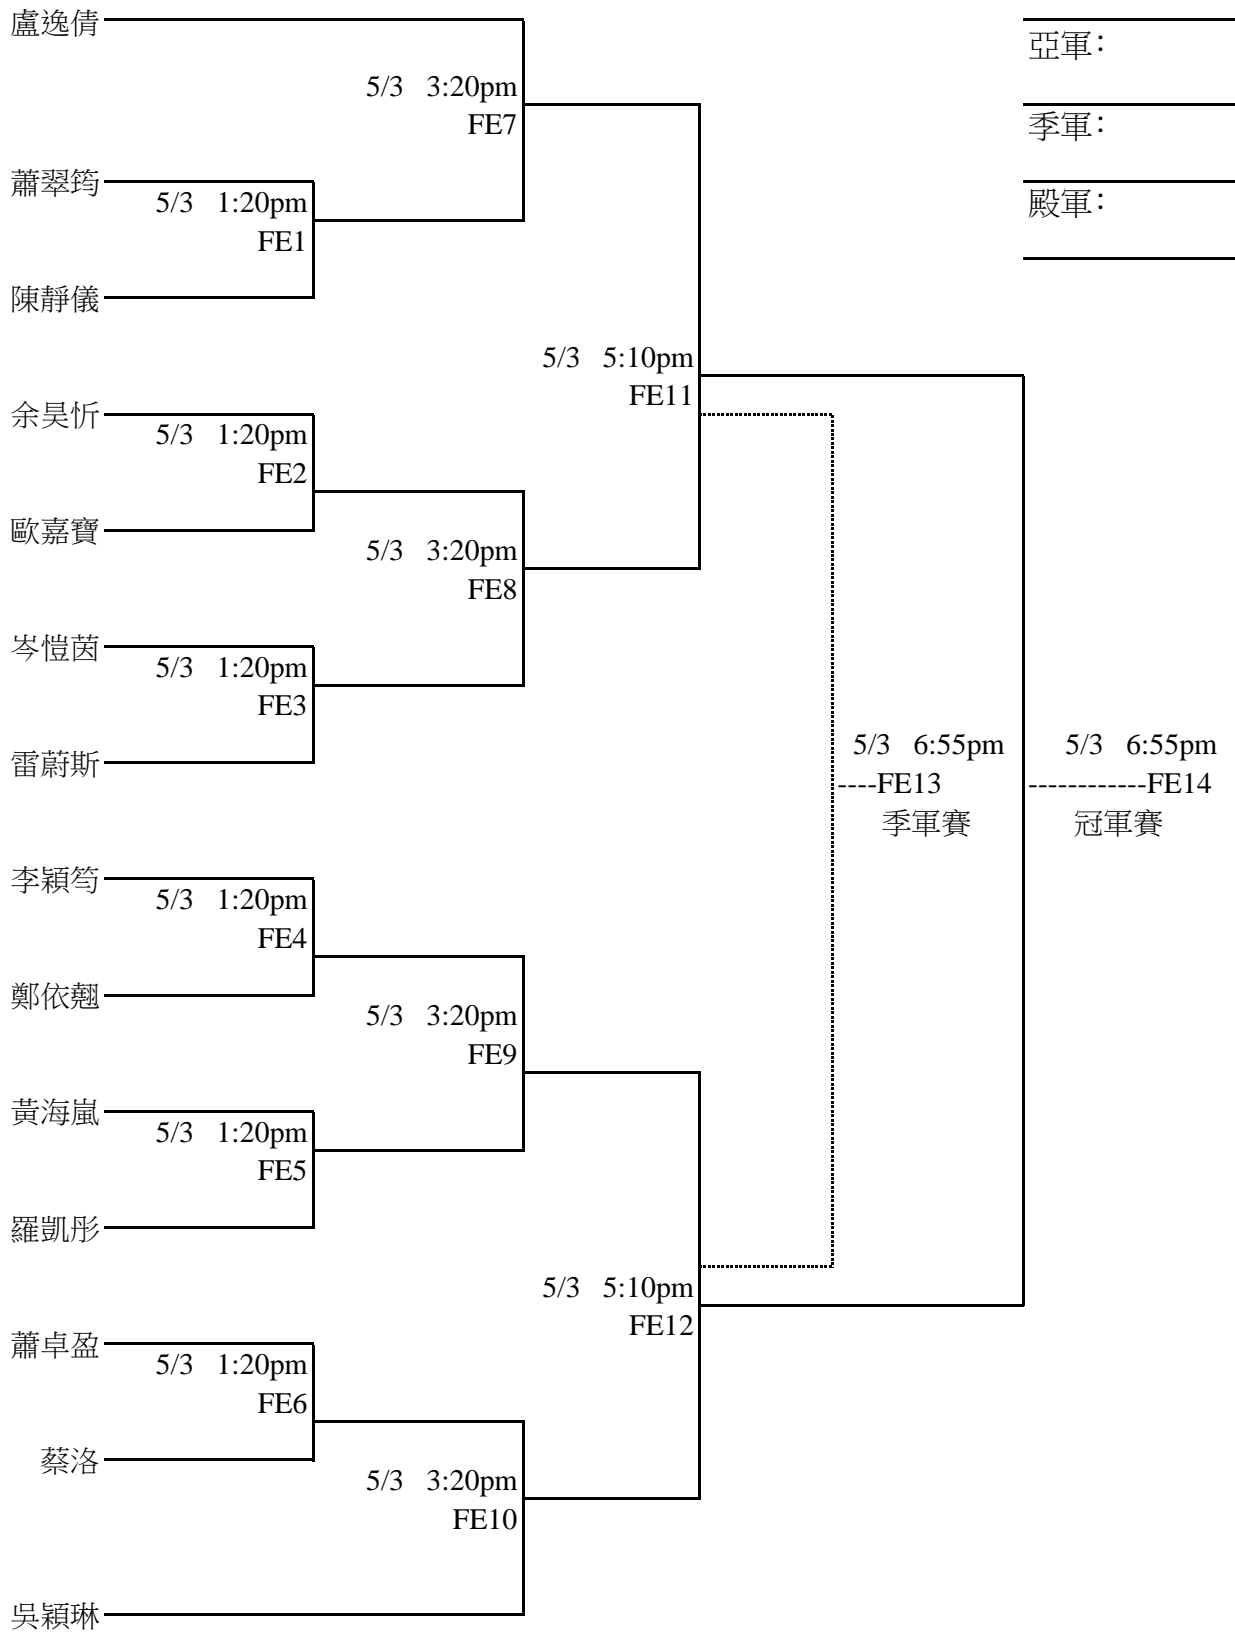 盧逸倩
亞軍：
5/3 3:20pm
FE7
季軍：
蕭翠筠
5/3 1:20pm
殿軍：
FE1
陳靜儀
5/3 5:10pm
FE11
余昊忻
5/3 1:20pm
FE2
歐嘉寶
5/3 3:20pm
FE8
岑愷茵
5/3 1:20pm
FE3
雷蔚斯
5/3 6:55pm
5/3 6:55pm
----FE13
------------FE14
季軍賽
冠軍賽
李穎筠
5/3 1:20pm
FE4
鄭依翹
5/3 3:20pm
FE9
黃海嵐
5/3 1:20pm
FE5
羅凱彤
5/3 5:10pm
FE12
蕭卓盈
5/3 1:20pm
FE6
蔡洛
5/3 3:20pm
FE10
吳穎琳